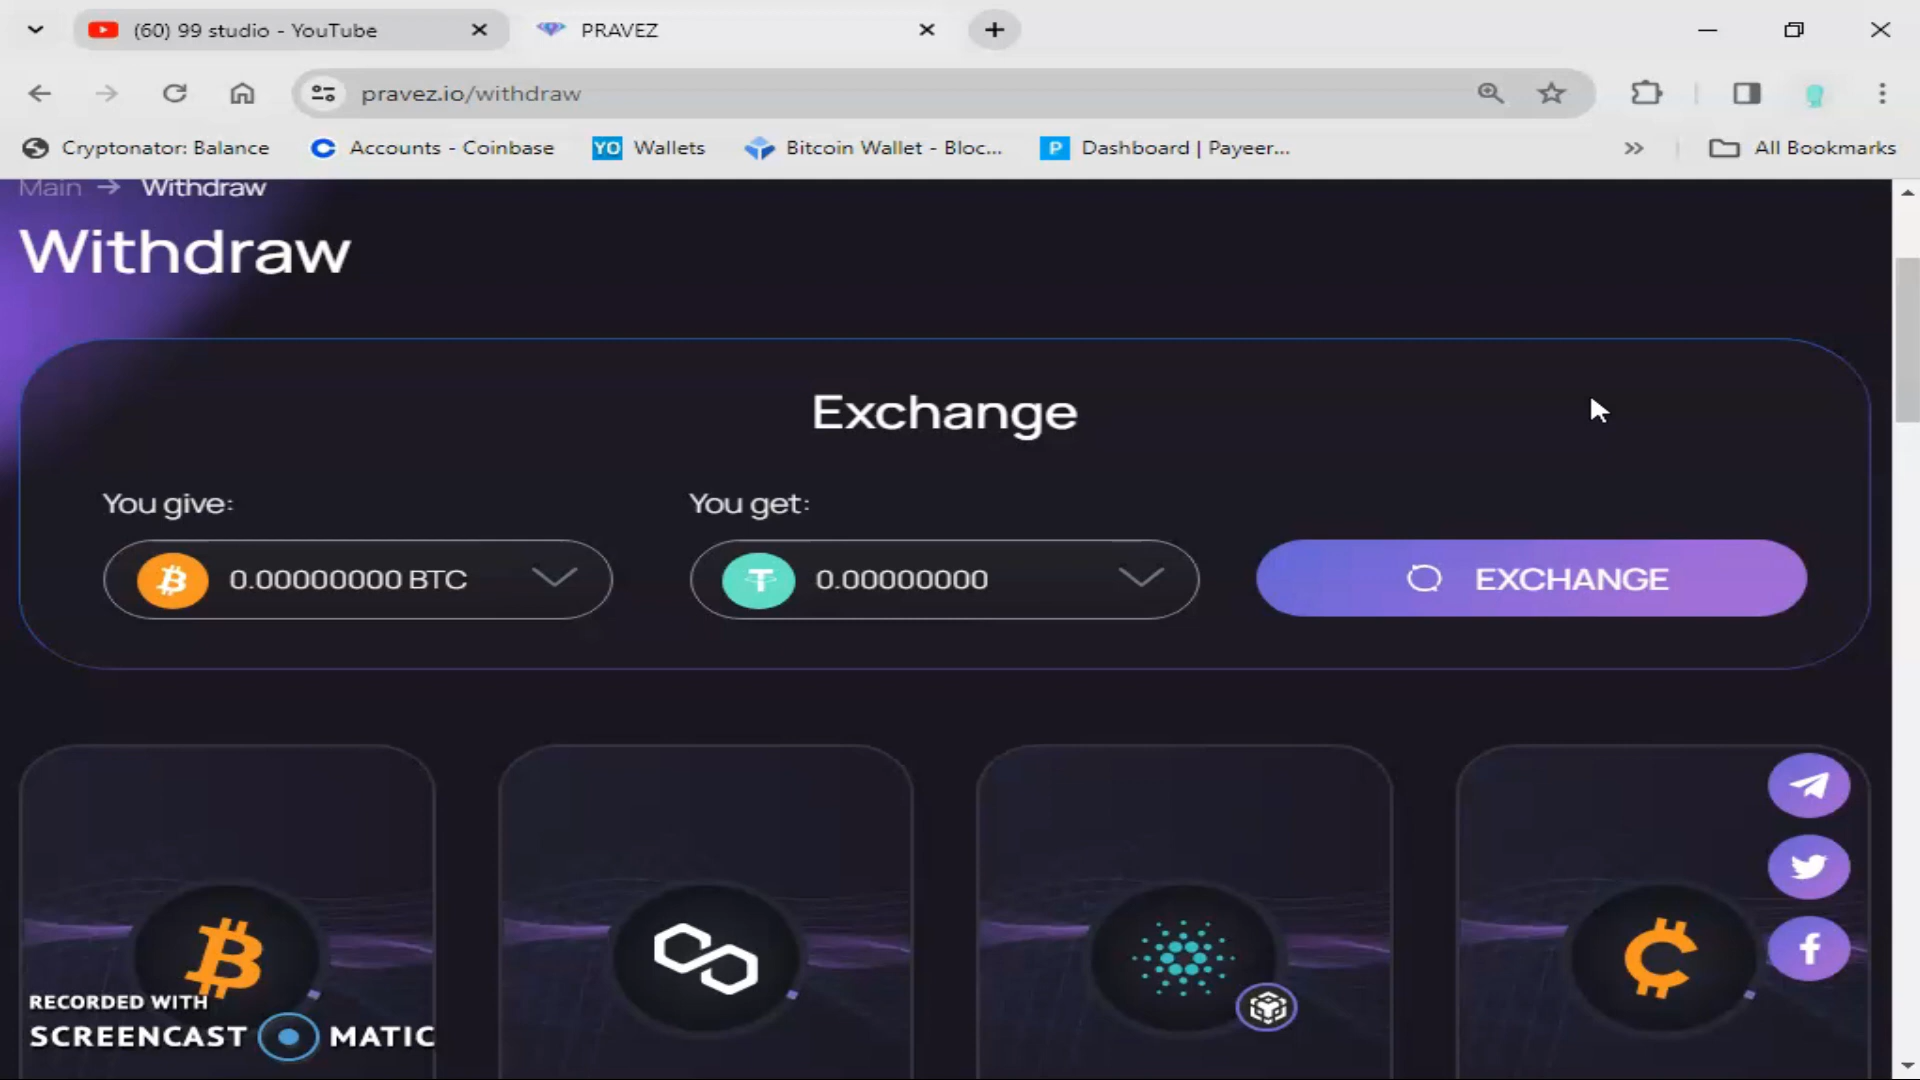 (60) 99 studio - YouTube
PRAVEZ
pravez.io/withdraw
Cryptonator: Balance
Accounts - Coinbase
YO Wallets
Bitcoin Wallet - Bloc...
P Dashboard | Payeer...
All Bookmarks
Main → Withdraw
Withdraw
Exchange
You give:
You get:
0.00000000 BTC
0.00000000
EXCHANGE
RECORDED WITH
SCREENCAST MATIC